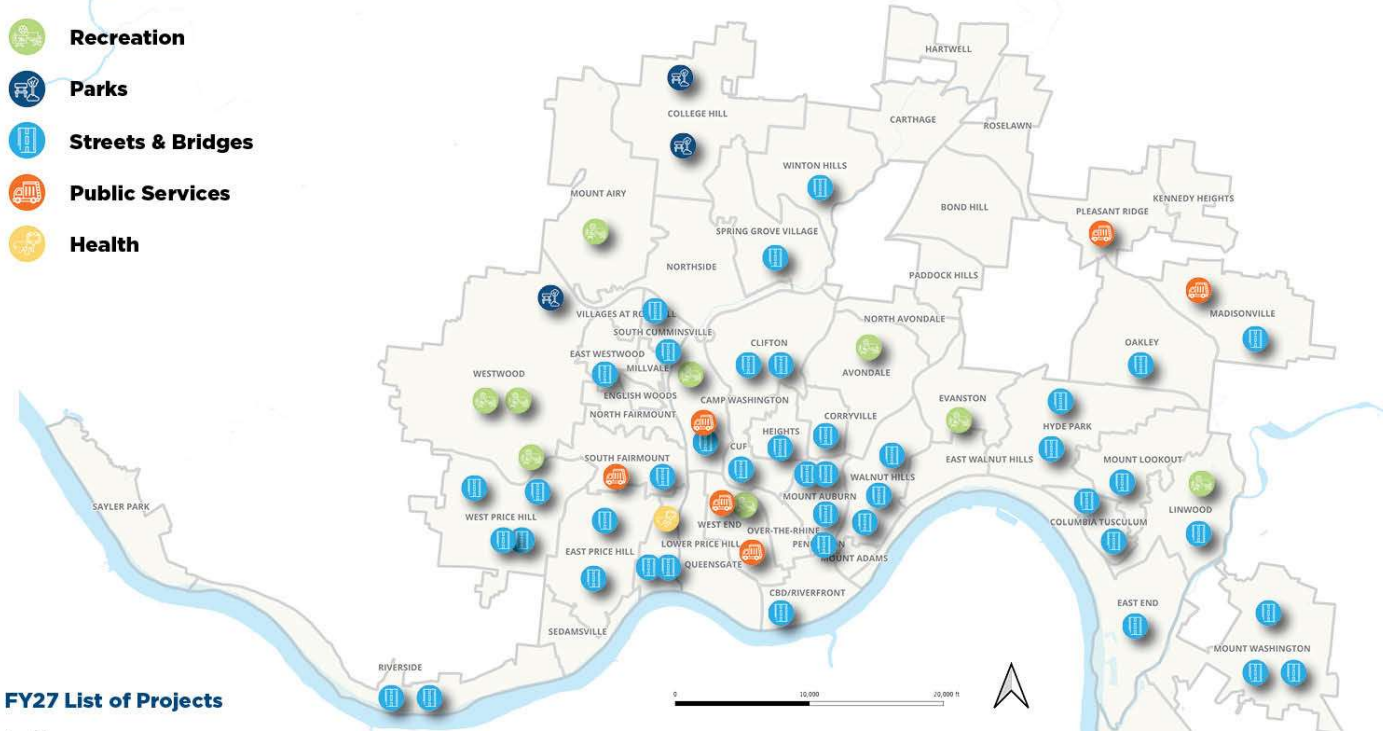 Recreation
Parks
Streets & Bridges
Public Services
Health
HARTWELL
COLLEGE HILL
CARTHAGE
ROSELAWN
WINTON HILLS
MOUNT AIRY
KENNEDY HEIGHTS
BOND HILL
PLEASANT RIDGE
SPRING GROVE VILLAGE
NORTHSIDE
PADDOCK HILLS
VILLAGES AT RO
MADISONVILLE
NORTH AVONDALE
SOUTH CUMMINSVILLE
CLIFTON
OAKLEY
EAST WESTWOOD
MILLVALE
AVONDALE
WESTWOOD
ENGLISH WOODS
CAMP WASHINGTON
EVANSTON
NORTH FAIRMOUNT
CORRYVILLE
HYDE PARK
HEIGHTS
CUF
SOUTH FAIRMOUNT
EAST WALNUT HILLS
MOUNT LOOKOUT
WALNUT HILLS
MOUNT AUBURN
SAYLER PARK
LINWOOD
WEST PRICE HILL
WEST END
OVER-THE-RHINE
COLUMBIA TUSCULUM
LOWER PRICE HILL
EAST PRICE HILL
MOUNT ADAMS
QUEENSGATE
CBD/RIVERFRONT
EAST END
SEDAMSVILLE
MOUNT WASHINGTON
RIVERSIDE
FY27 List of Projects
0 10,000 20,000 ft